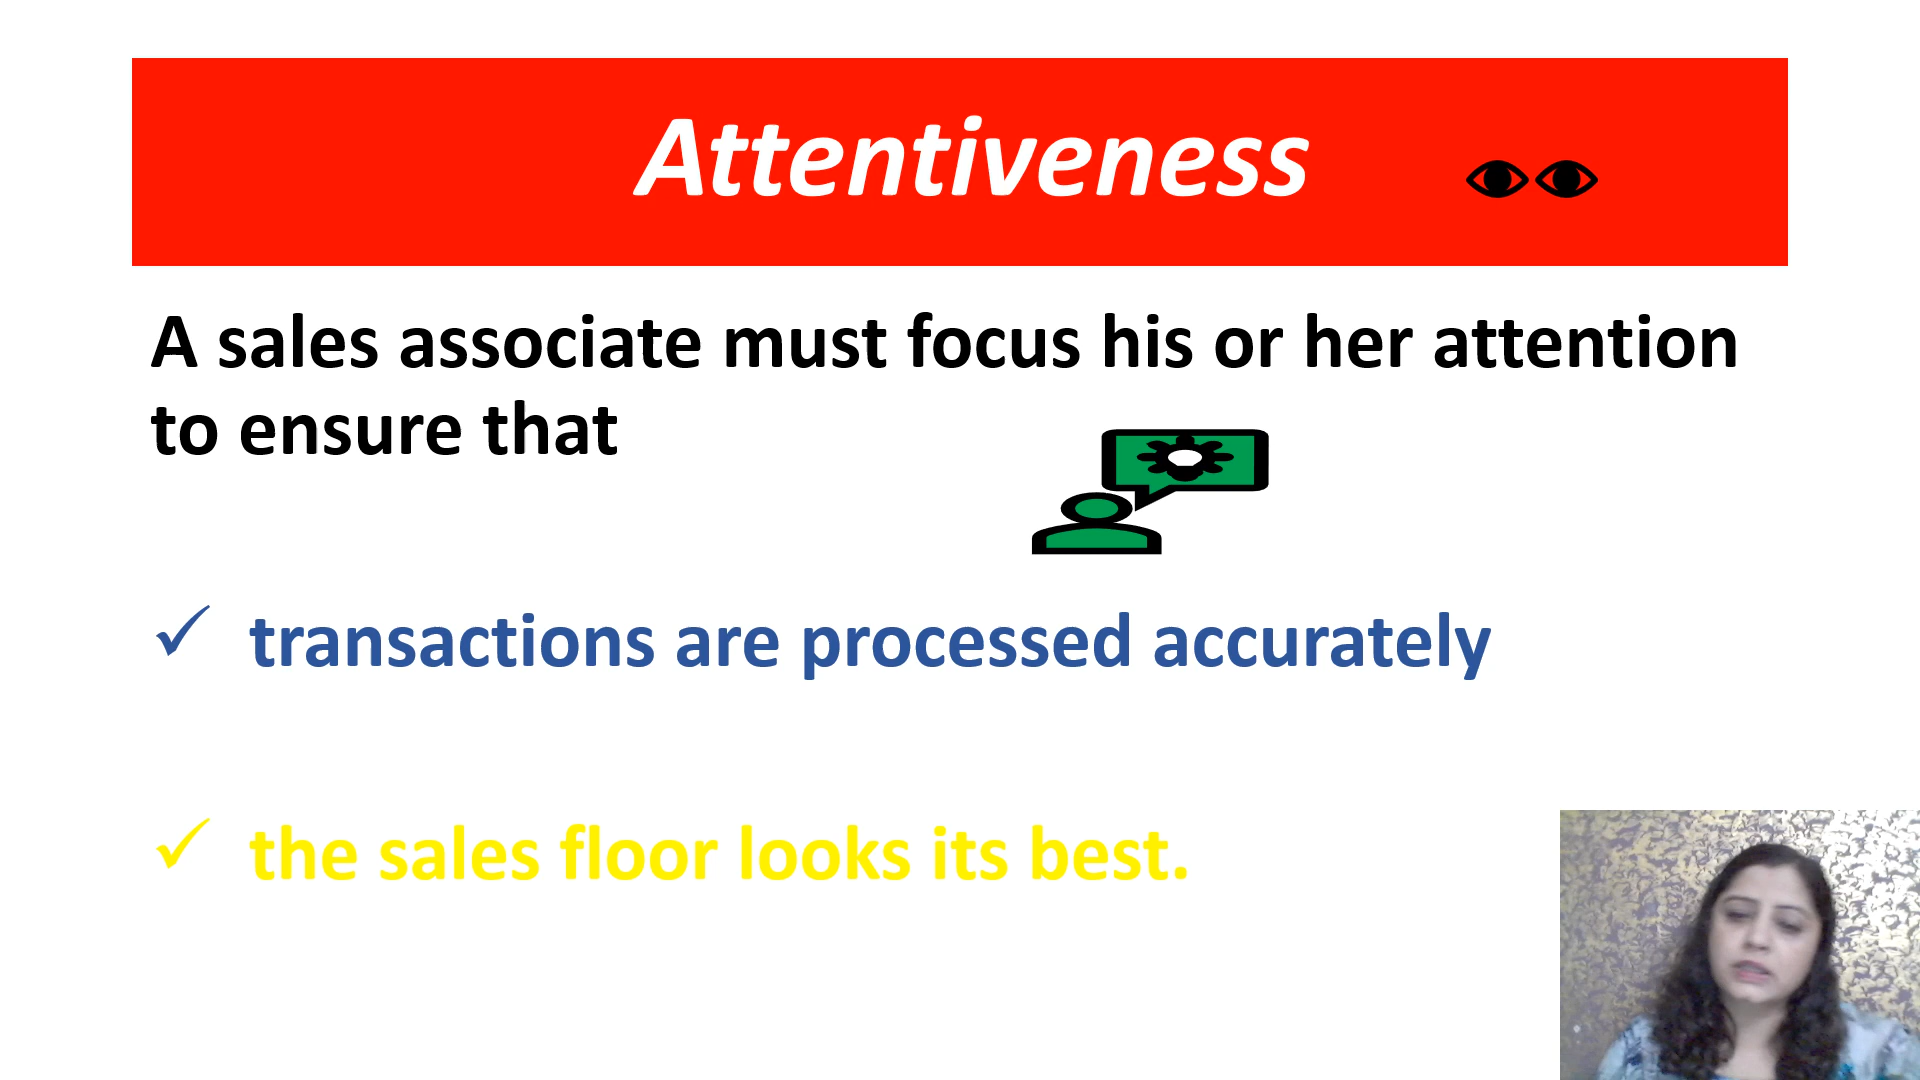 Attentiveness
A sales associate must focus his or her attention
to ensure that
✓ transactions are processed accurately
✓ the sales floor looks its best.